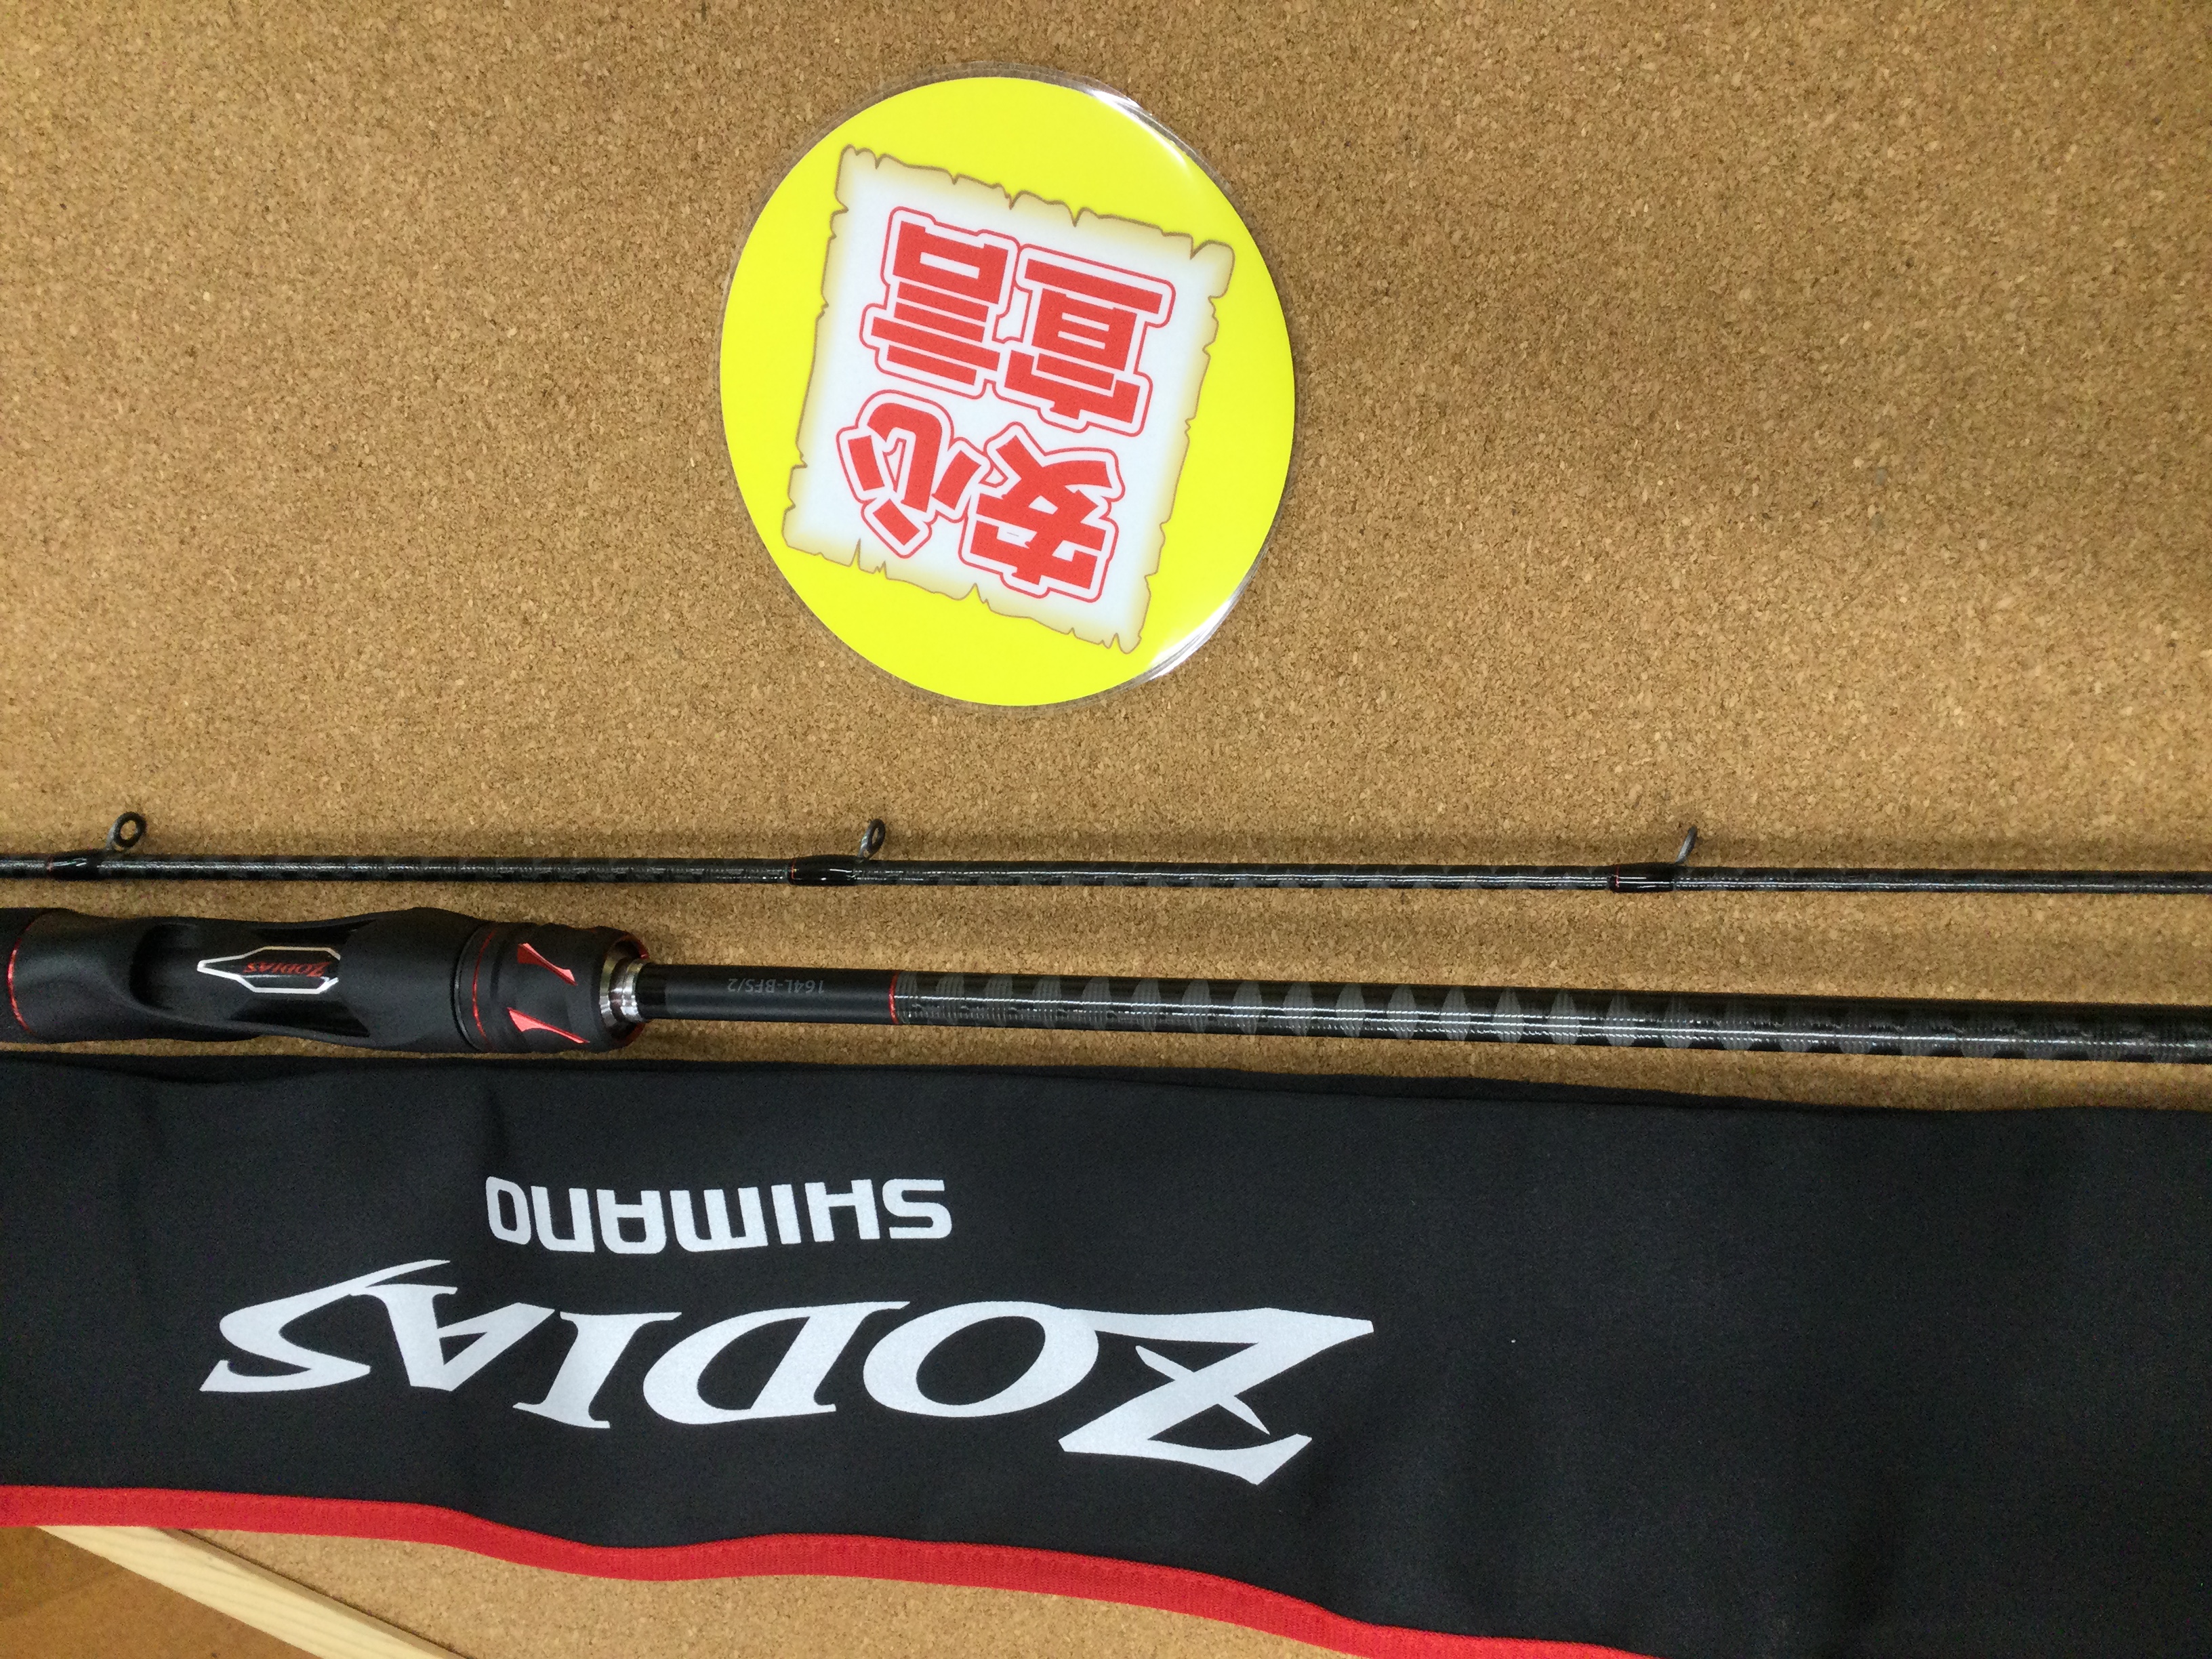 安心
宣言
ZODIAS
164L-BFS/2
SHIMANO
ZODIAS